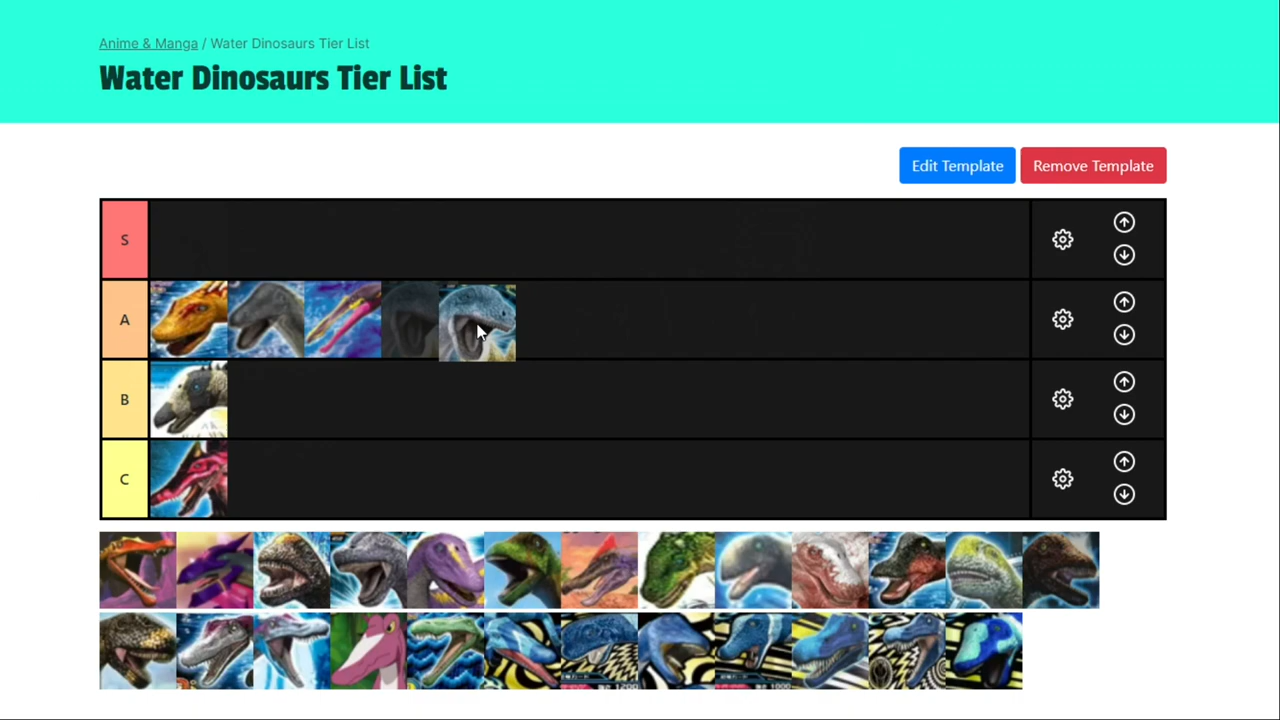 Anime & Manga / Water Dinosaurs Tier List
Water Dinosaurs Tier List
Edit Template
Remove Template
S
A
B
C